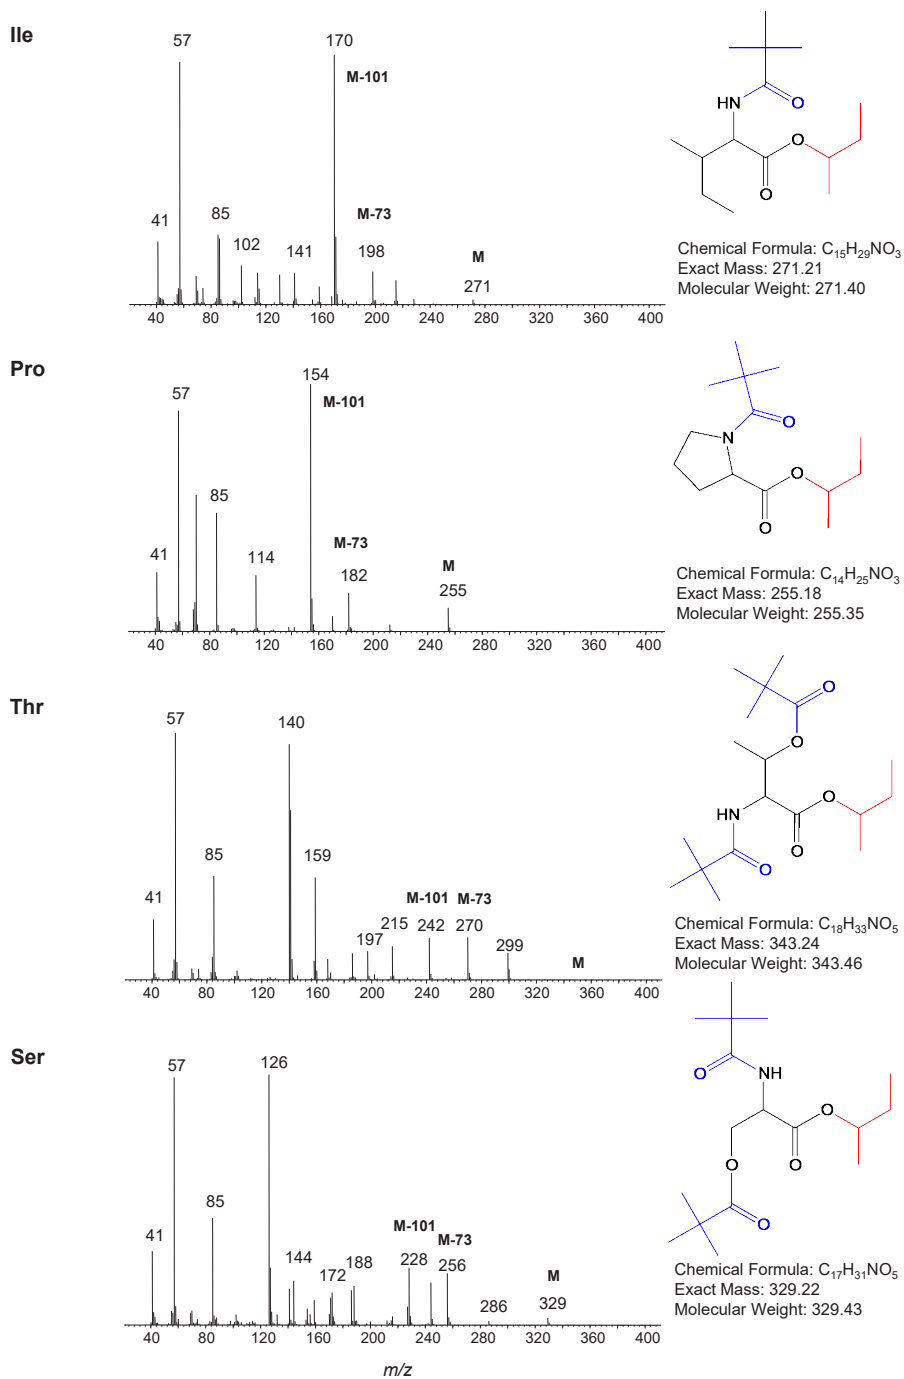 Ile
57
170
M-101
41
85
102
141
M-73
198
M
271
40 80 120 160 200 240 280 320 360 400
HN
O
O
O
Chemical Formula: C₁₅H₂₉NO₃
Exact Mass: 271.21
Molecular Weight: 271.40
Pro
57
154
M-101
41
85
114
M-73
182
M
255
40 80 120 160 200 240 280 320 360 400
N
O
O
O
Chemical Formula: C₁₄H₂₅NO₃
Exact Mass: 255.18
Molecular Weight: 255.35
Thr
57
140
41
85
159
197
215
M-101
242
M-73
270
299
M
40 80 120 160 200 240 280 320 360 400
O
O
O
HN
O
O
Chemical Formula: C₁₈H₃₃NO₅
Exact Mass: 343.24
Molecular Weight: 343.46
Ser
57
126
41
85
144
172
188
M-101
228
M-73
256
286
M
329
40 80 120 160 200 240 280 320 360 400
m/z
O
NH
O
O
O
O
Chemical Formula: C₁₇H₃₁NO₅
Exact Mass: 329.22
Molecular Weight: 329.43